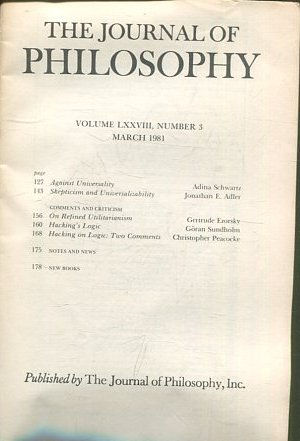 THE JOURNAL OF
PHILOSOPHY
VOLUME LXXVIII, NUMBER 3
MARCH 1981
page
127 Against Universality Adina Schwartz
143 Skepticism and Universalizability Jonathan E. Adler
COMMENTS AND CRITICISM
156 On Refined Utilitarianism Gertrude Ezorsky
160 Hacking's Logic Göran Sundholm
168 Hacking on Logic: Two Comments Christopher Peacocke
175 NOTES AND NEWS
178 NEW BOOKS
Published by The Journal of Philosophy, Inc.